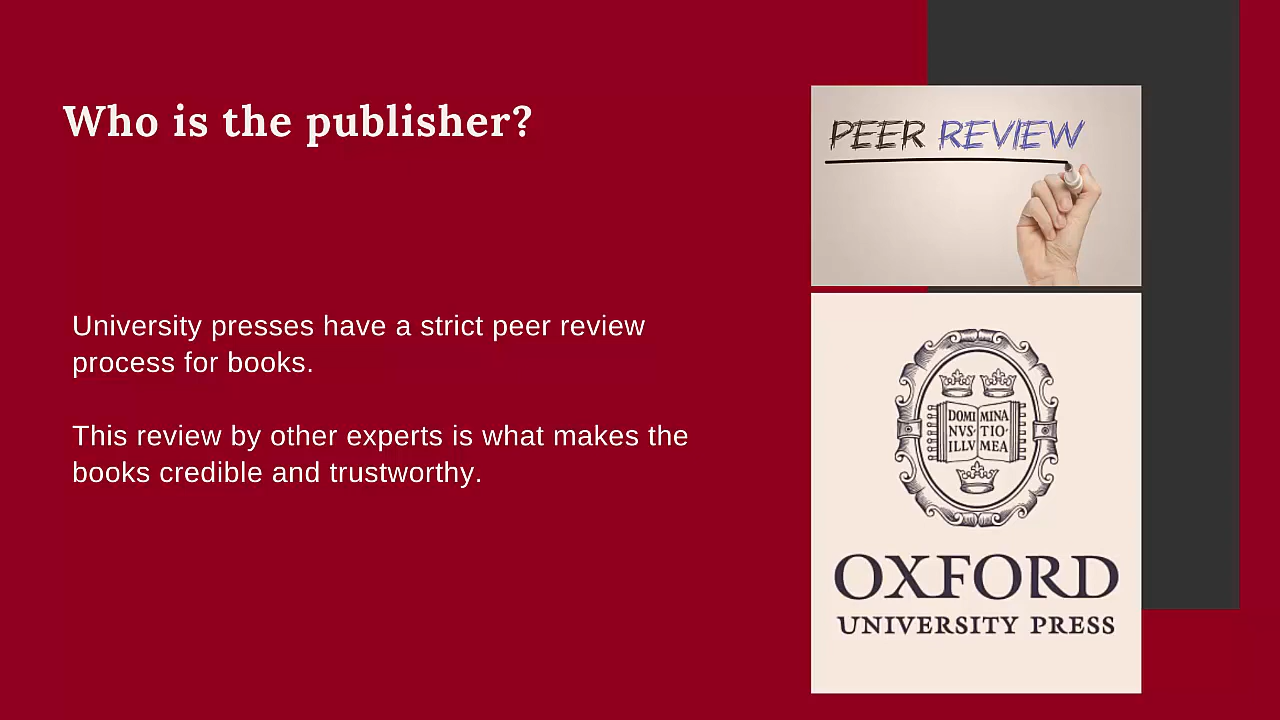 Who is the publisher?
University presses have a strict peer review
process for books.
This review by other experts is what makes the
books credible and trustworthy.
PEER REVIEW
DOMI MINA
NVS· TIO·
ILLV MEA
OXFORD
UNIVERSITY PRESS